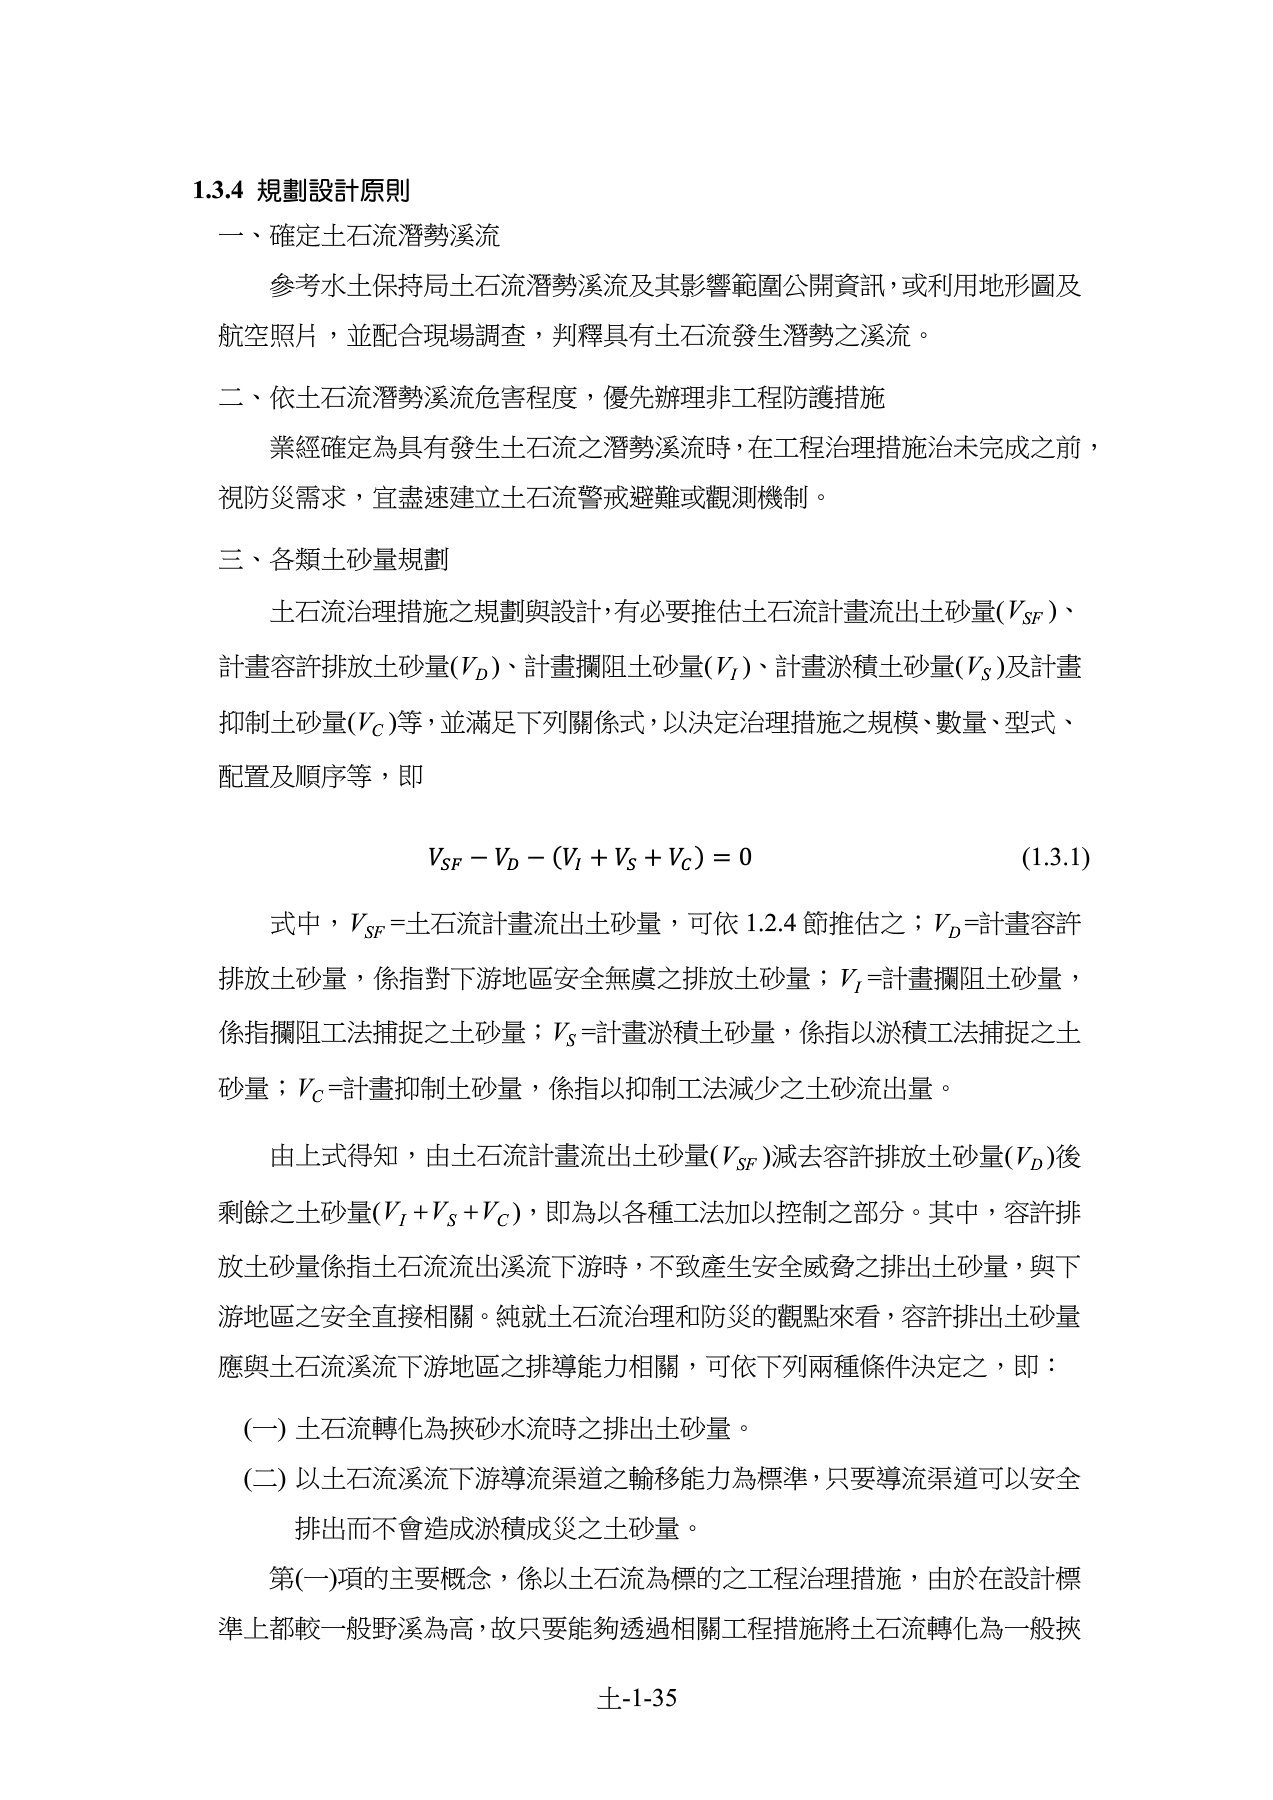 1.3.4 規劃設計原則
一、確定土石流潛勢溪流
參考水土保持局土石流潛勢溪流及其影響範圍公開資訊，或利用地形圖及
航空照片，並配合現場調查，判釋具有土石流發生潛勢之溪流。
二、依土石流潛勢溪流危害程度，優先辦理非工程防護措施
業經確定為具有發生土石流之潛勢溪流時，在工程治理措施治未完成之前，
視防災需求，宜盡速建立土石流警戒避難或觀測機制。
三、各類土砂量規劃
土石流治理措施之規劃與設計，有必要推估土石流計畫流出土砂量(V_{SF})、
計畫容許排放土砂量(V_D)、計畫攔阻土砂量(V_I)、計畫淤積土砂量(V_S)及計畫
抑制土砂量(V_C)等，並滿足下列關係式，以決定治理措施之規模、數量、型式、
配置及順序等，即
V_{SF} − V_D − (V_I + V_S + V_C) = 0 (1.3.1)
式中，V_{SF}=土石流計畫流出土砂量，可依 1.2.4 節推估之；V_D=計畫容許
排放土砂量，係指對下游地區安全無虞之排放土砂量；V_I=計畫攔阻土砂量，
係指攔阻工法捕捉之土砂量；V_S=計畫淤積土砂量，係指以淤積工法捕捉之土
砂量；V_C=計畫抑制土砂量，係指以抑制工法減少之土砂流出量。
由上式得知，由土石流計畫流出土砂量(V_{SF})減去容許排放土砂量(V_D)後
剩餘之土砂量(V_I+V_S+V_C)，即為以各種工法加以控制之部分。其中，容許排
放土砂量係指土石流流出溪流下游時，不致產生安全威脅之排出土砂量，與下
游地區之安全直接相關。純就土石流治理和防災的觀點來看，容許排出土砂量
應與土石流溪流下游地區之排導能力相關，可依下列兩種條件決定之，即：
(一) 土石流轉化為挾砂水流時之排出土砂量。
(二) 以土石流溪流下游導流渠道之輸移能力為標準，只要導流渠道可以安全
排出而不會造成淤積成災之土砂量。
第(一)項的主要概念，係以土石流為標的之工程治理措施，由於在設計標
準上都較一般野溪為高，故只要能夠透過相關工程措施將土石流轉化為一般挾
土-1-35